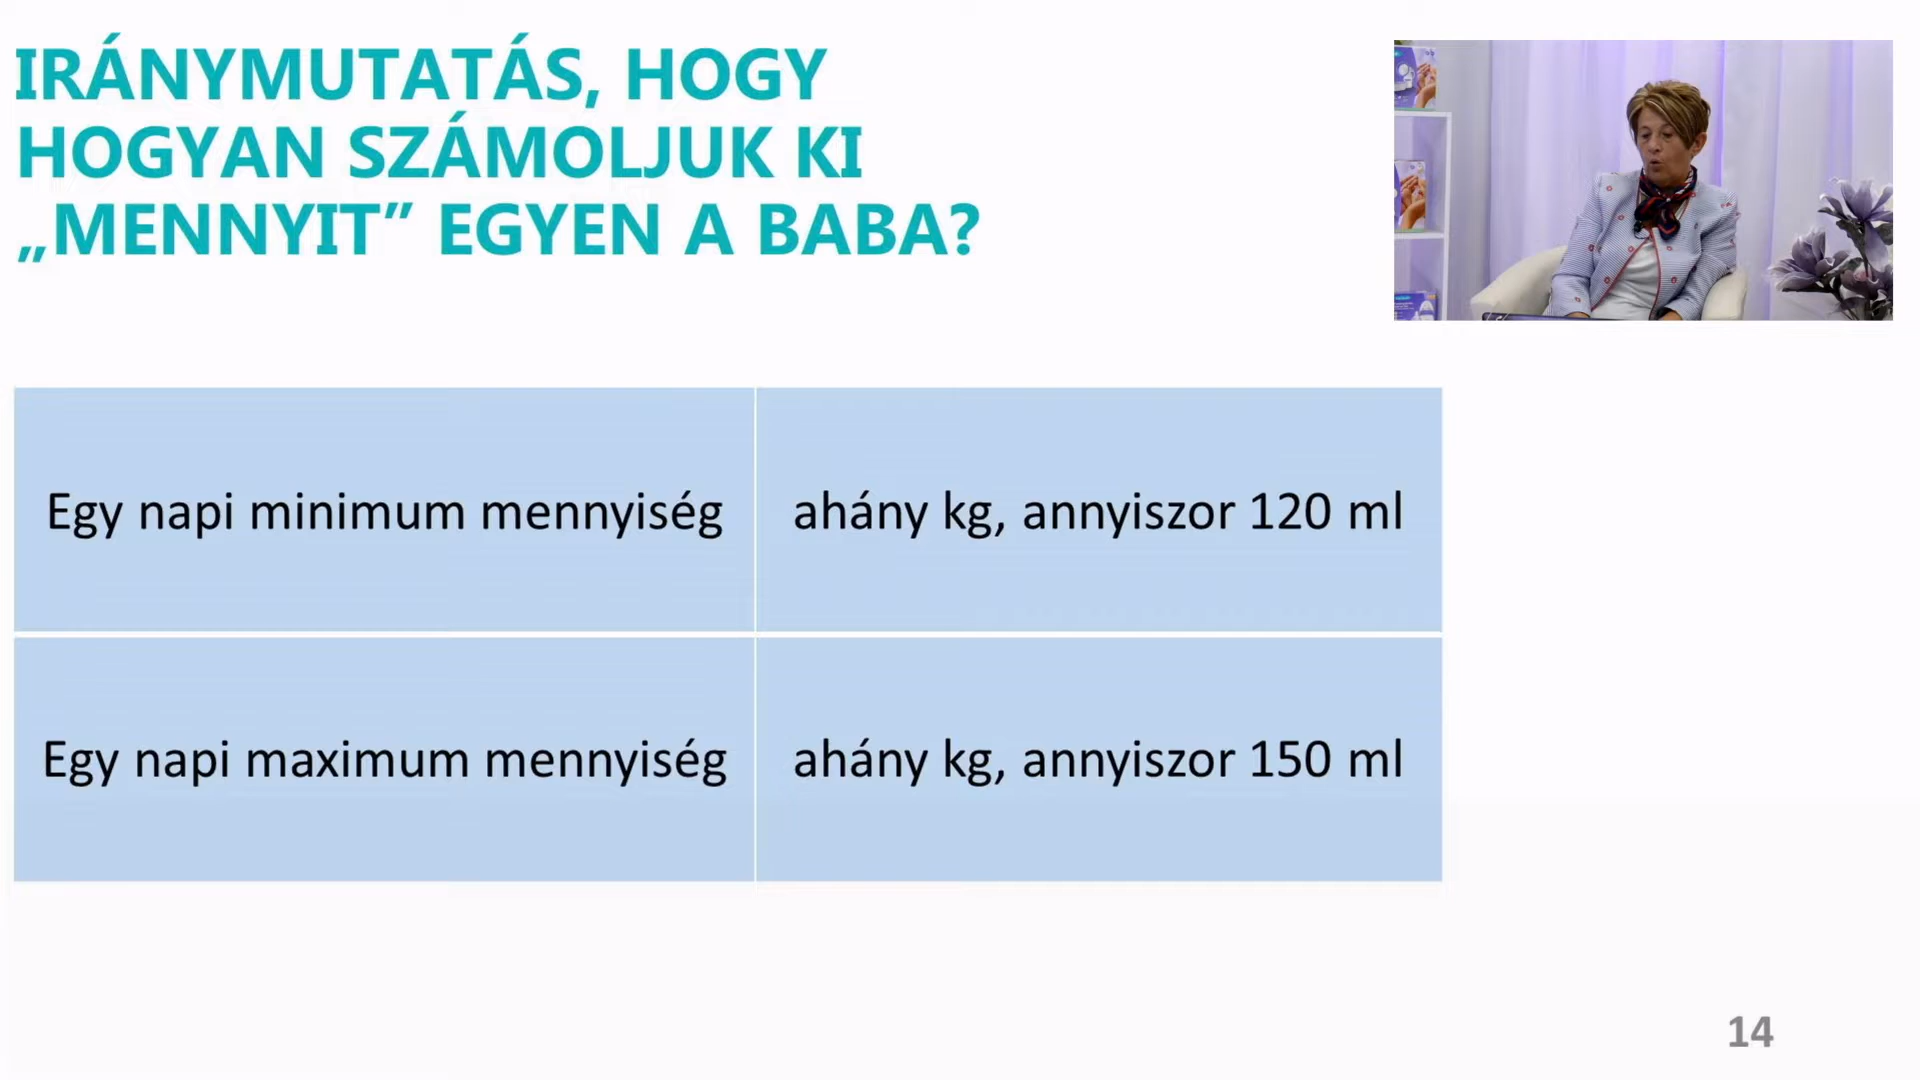 IRÁNYMUTATÁS, HOGY
HOGYAN SZÁMOLJUK KI
„MENNYIT” EGYEN A BABA?
Egy napi minimum mennyiség
ahány kg, annyiszor 120 ml
Egy napi maximum mennyiség
ahány kg, annyiszor 150 ml
14